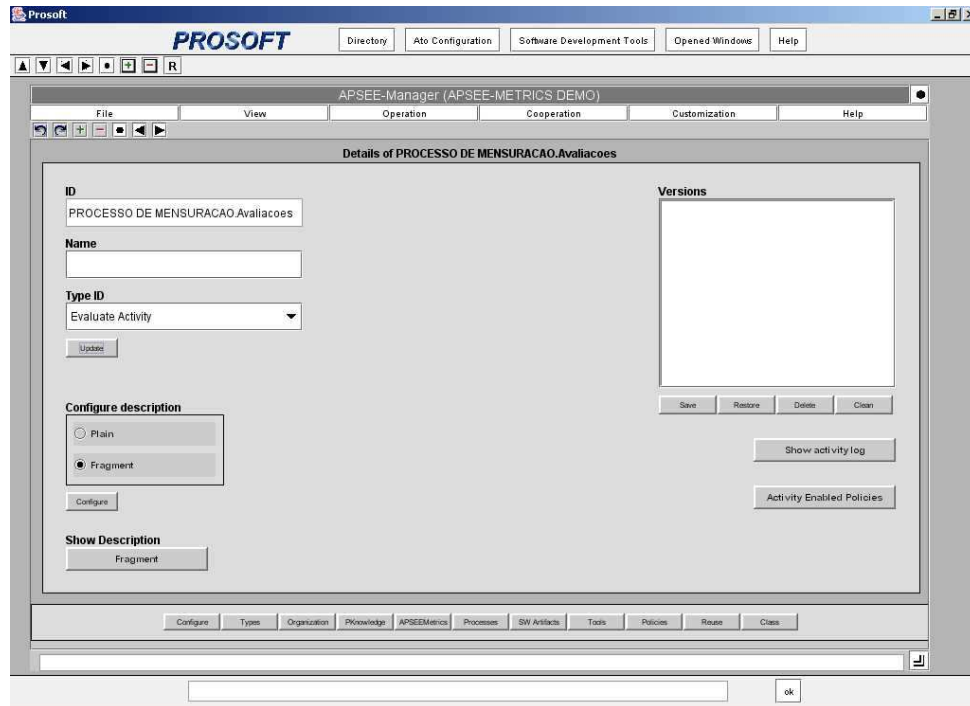 Prosoft
PROSOFT
Directory
Ato Configuration
Software Development Tools
Opened Windows
Help
R
APSEE-Manager (APSEE-METRICS DEMO)
File
View
Operation
Cooperation
Customization
Help
Details of PROCESSO DE MENSURACAO.Avaliacoes
ID
PROCESSO DE MENSURACAO.Avaliacoes
Name
Type ID
Evaluate Activity
Update
Versions
Save
Restore
Delete
Clean
Configure description
Plain
Fragment
Configure
Show activity log
Activity Enabled Policies
Show Description
Fragment
Configure
Types
Organization
PKnowledge
APSEEMetrics
Processes
SW Artifacts
Tools
Policies
Reuse
Class
ok